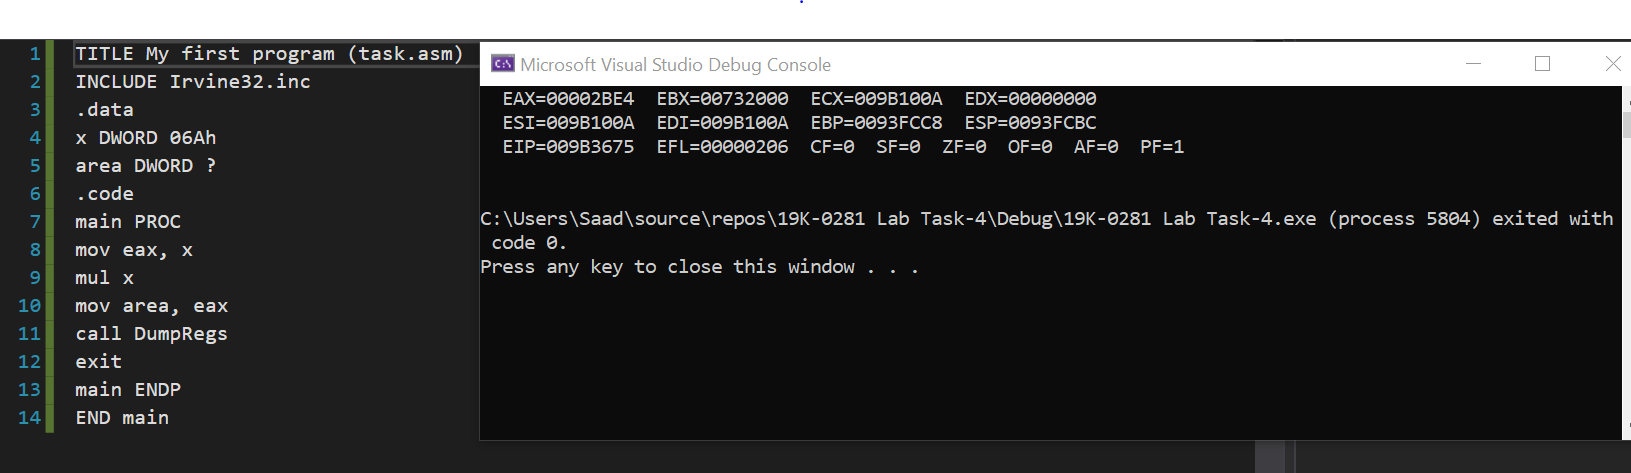 1 TITLE My first program (task.asm)
2 INCLUDE Irvine32.inc
3 .data
4 x DWORD 06Ah
5 area DWORD ?
6 .code
7 main PROC
8 mov eax, x
9 mul x
10 mov area, eax
11 call DumpRegs
12 exit
13 main ENDP
14 END main
C:\ Microsoft Visual Studio Debug Console
EAX=00002BE4 EBX=00732000 ECX=009B100A EDX=00000000
ESI=009B100A EDI=009B100A EBP=0093FCC8 ESP=0093FCBC
EIP=009B3675 EFL=00000206 CF=0 SF=0 ZF=0 OF=0 AF=0 PF=1
C:\Users\Saad\source\repos\19K-0281 Lab Task-4\Debug\19K-0281 Lab Task-4.exe (process 5804) exited with
code 0.
Press any key to close this window . . .